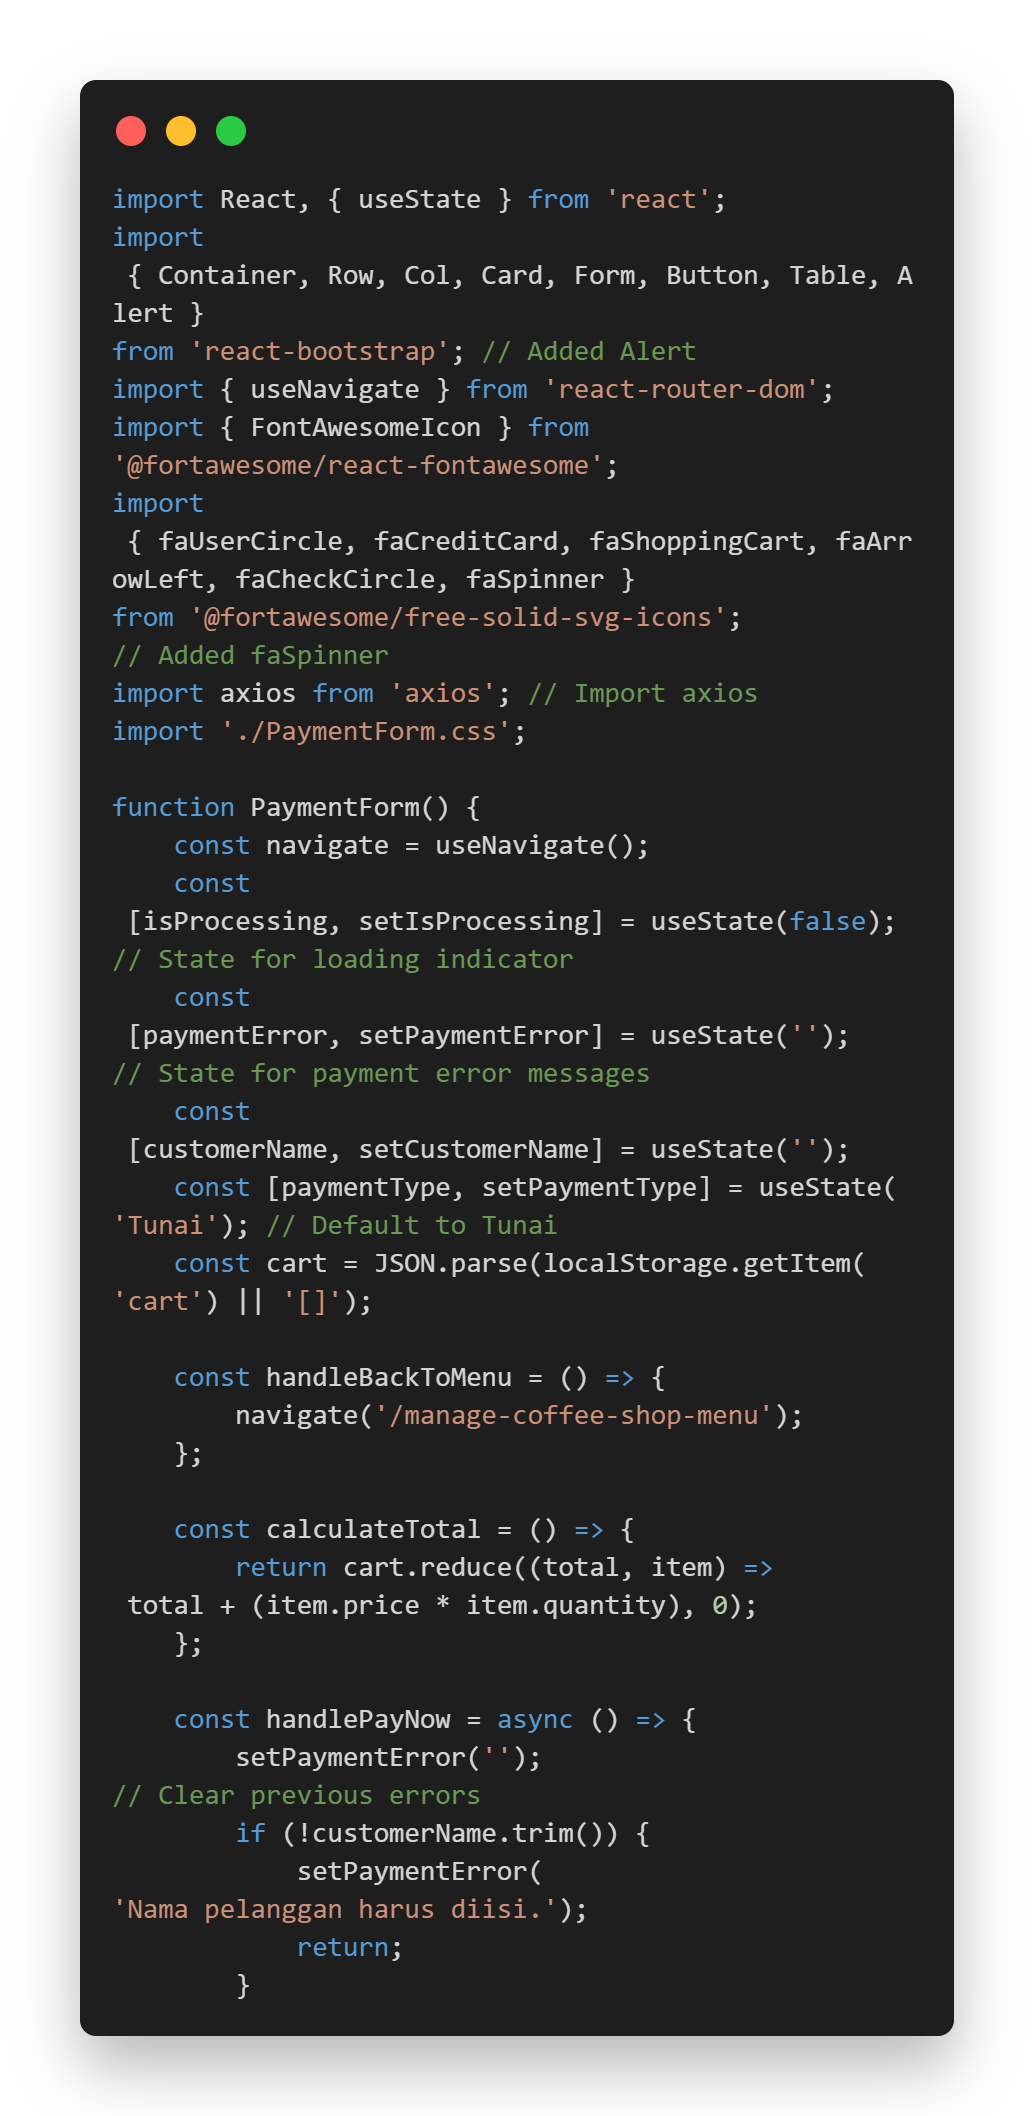 import React, { useState } from 'react';
import
 { Container, Row, Col, Card, Form, Button, Table, A
lert }
from 'react-bootstrap'; // Added Alert
import { useNavigate } from 'react-router-dom';
import { FontAwesomeIcon } from
'@fortawesome/react-fontawesome';
import
 { faUserCircle, faCreditCard, faShoppingCart, faArr
owLeft, faCheckCircle, faSpinner }
from '@fortawesome/free-solid-svg-icons';
// Added faSpinner
import axios from 'axios'; // Import axios
import './PaymentForm.css';

function PaymentForm() {
    const navigate = useNavigate();
    const
 [isProcessing, setIsProcessing] = useState(false);
// State for loading indicator
    const
 [paymentError, setPaymentError] = useState('');
// State for payment error messages
    const
 [customerName, setCustomerName] = useState('');
    const [paymentType, setPaymentType] = useState(
'Tunai'); // Default to Tunai
    const cart = JSON.parse(localStorage.getItem(
'cart') || '[]');

    const handleBackToMenu = () => {
        navigate('/manage-coffee-shop-menu');
    };

    const calculateTotal = () => {
        return cart.reduce((total, item) =>
 total + (item.price * item.quantity), 0);
    };

    const handlePayNow = async () => {
        setPaymentError('');
// Clear previous errors
        if (!customerName.trim()) {
            setPaymentError(
'Nama pelanggan harus diisi.');
            return;
        }